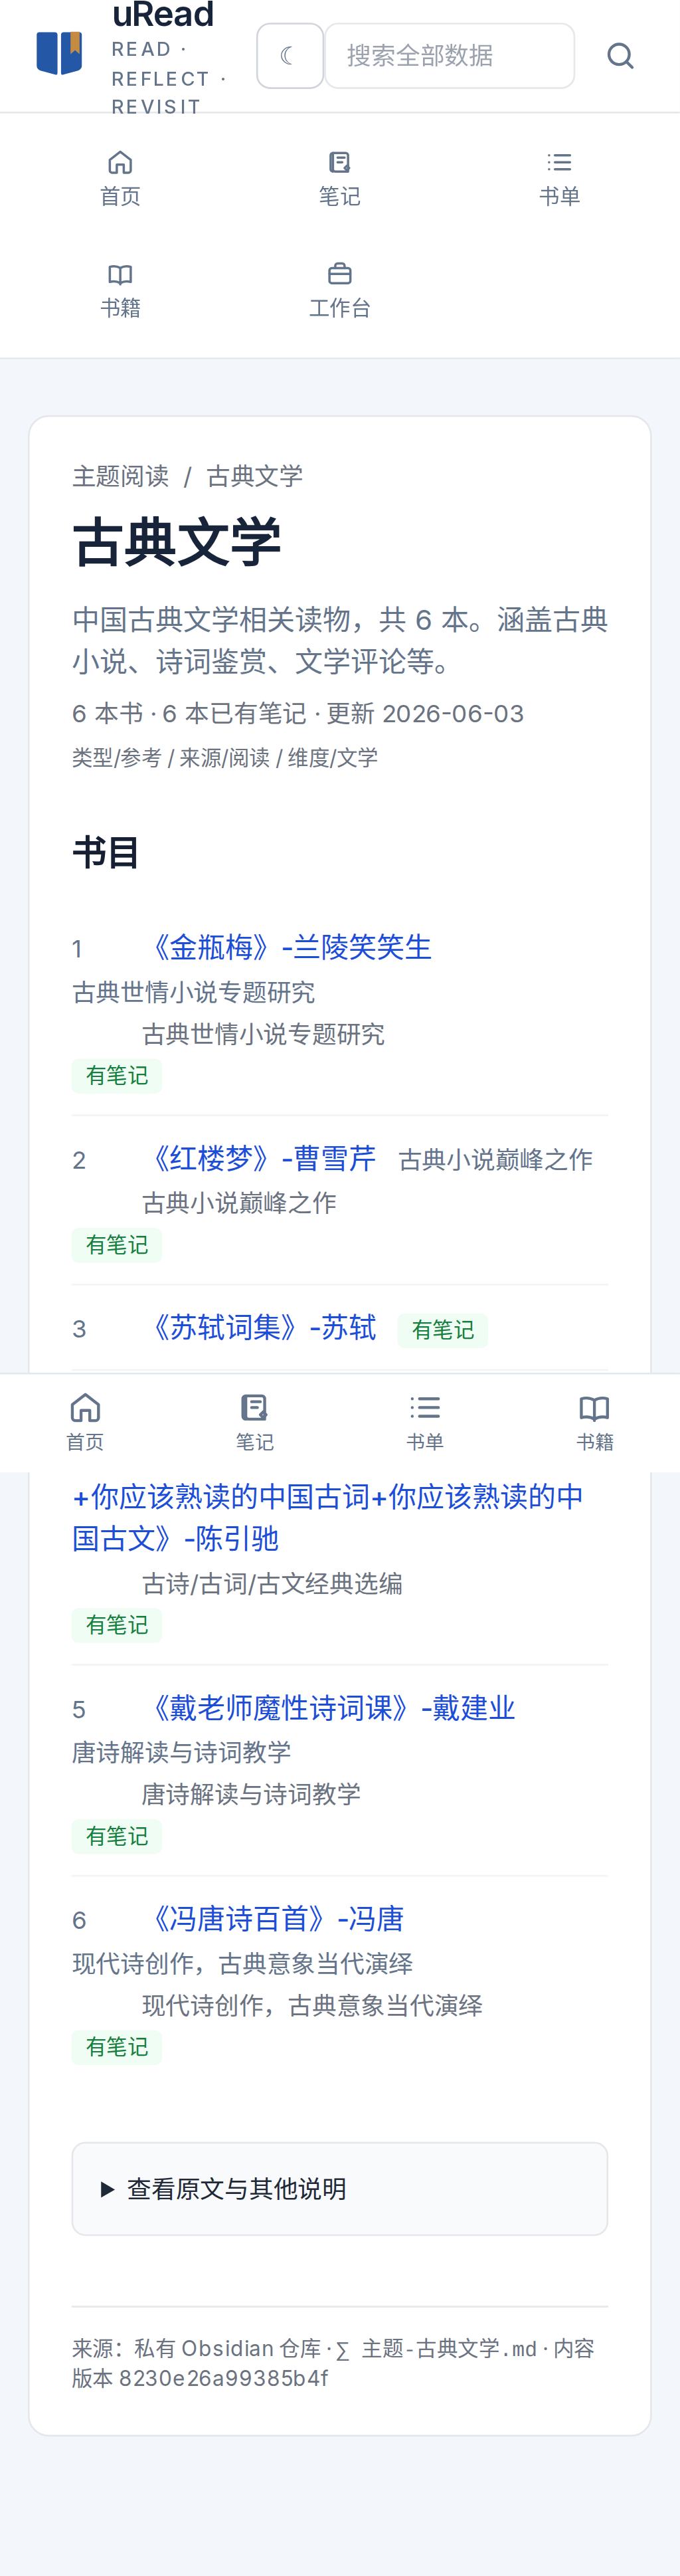 uRead
READ ·
REFLECT ·
REVISIT
搜索全部数据
首页
笔记
书单
书籍
工作台
主题阅读 / 古典文学
古典文学
中国古典文学相关读物，共 6 本。涵盖古典
小说、诗词鉴赏、文学评论等。
6 本书 · 6 本已有笔记 · 更新 2026-06-03
类型/参考 / 来源/阅读 / 维度/文学
书目
1 《金瓶梅》-兰陵笑笑生
古典世情小说专题研究
古典世情小说专题研究
有笔记
2 《红楼梦》-曹雪芹 古典小说巅峰之作
古典小说巅峰之作
有笔记
3 《苏轼词集》-苏轼 有笔记
首页
笔记
书单
书籍
+你应该熟读的中国古词+你应该熟读的中
国古文》-陈引驰
古诗/古词/古文经典选编
有笔记
5 《戴老师魔性诗词课》-戴建业
唐诗解读与诗词教学
唐诗解读与诗词教学
有笔记
6 《冯唐诗百首》-冯唐
现代诗创作，古典意象当代演绎
现代诗创作，古典意象当代演绎
有笔记
▶ 查看原文与其他说明
来源：私有 Obsidian 仓库 · ∑ 主题-古典文学.md · 内容
版本 8230e26a99385b4f